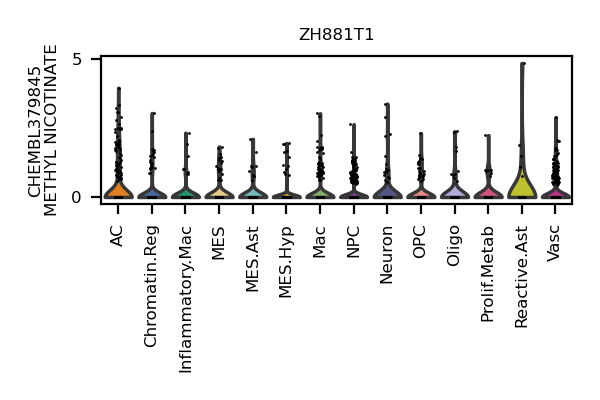 ZH881T1
CHEMBL379845
METHYL NICOTINATE
5
0
AC
Chromatin.Reg
Inflammatory.Mac
MES
MES.Ast
MES.Hyp
Mac
NPC
Neuron
OPC
Oligo
Prolif.Metab
Reactive.Ast
Vasc